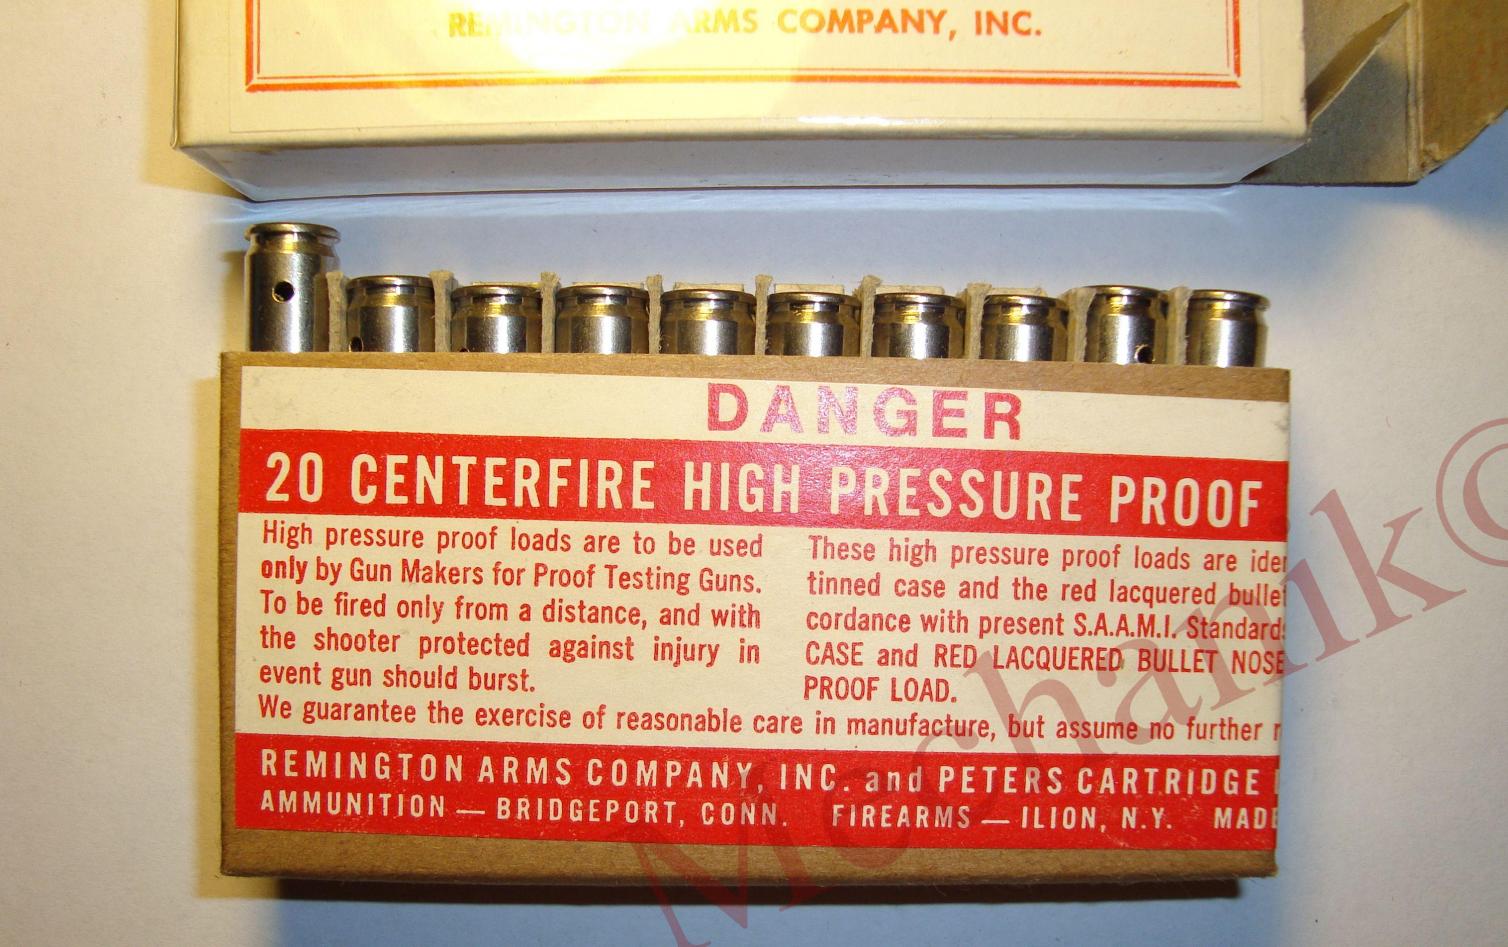 REMINGTON ARMS COMPANY, INC.
DANGER
20 CENTERFIRE HIGH PRESSURE PROOF
High pressure proof loads are to be used
only by Gun Makers for Proof Testing Guns.
To be fired only from a distance, and with
the shooter protected against injury in
event gun should burst.
These high pressure proof loads are iden
tinned case and the red lacquered bullet
cordance with present S.A.A.M.I. Standards
CASE and RED LACQUERED BULLET NOSE
PROOF LOAD.
We guarantee the exercise of reasonable care in manufacture, but assume no further r
REMINGTON ARMS COMPANY, INC. and PETERS CARTRIDGE
AMMUNITION — BRIDGEPORT, CONN. FIREARMS — ILION, N.Y. MADE
Mechanik©